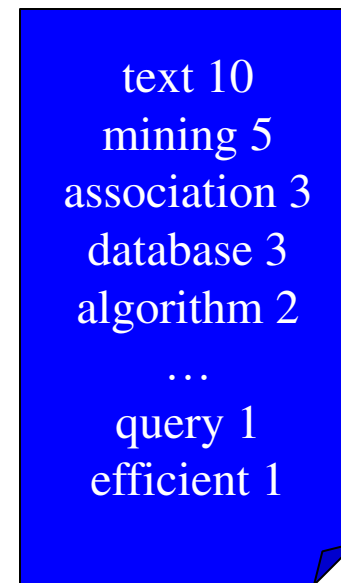 text 10
mining 5
association 3
database 3
algorithm 2
…
query 1
efficient 1